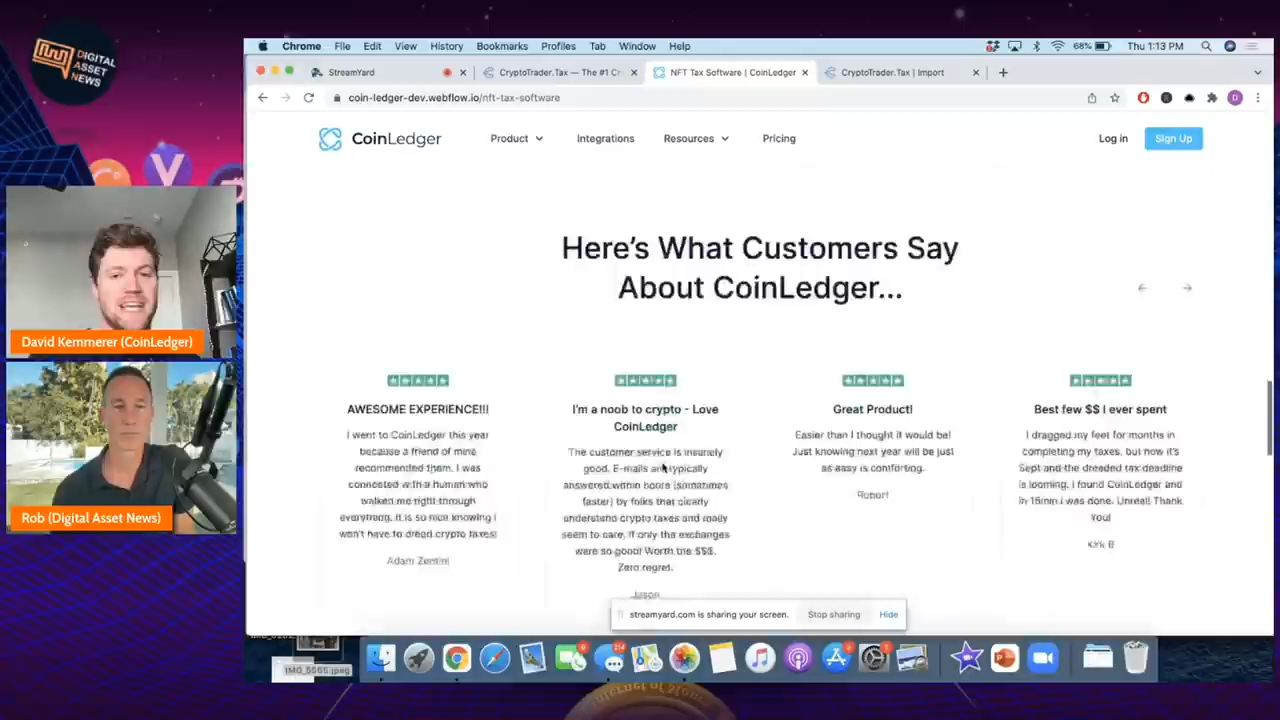 DIGITAL
ASSET
NEWS
Chrome File Edit View History Bookmarks Profiles Tab Window Help
68% Thu 1:13 PM
StreamYard
CryptoTrader.Tax — The #1 Cr
NFT Tax Software | CoinLedger
CryptoTrader.Tax | Import
coin-ledger-dev.webflow.io/nft-tax-software
D
CoinLedger
Product Integrations Resources Pricing
Log in Sign Up
Here's What Customers Say
About CoinLedger...
AWESOME EXPERIENCE!!!
I went to CoinLedger this year
because a friend of mine
recommended them. I was
connected with a human who
walked me right through
everything. It is so nice knowing I
won't have to dread crypto taxes!
Adam Zentini
I'm a noob to crypto - Love
CoinLedger
The customer service is insanely
good. E-mails are typically
answered within hours (sometimes
faster) by folks that clearly
understand crypto taxes and really
seem to care. If only the exchanges
were so good! Worth the $$$.
Zero regret.
Jason
Great Product!
Easier than I thought it would be!
Just knowing next year will be just
as easy is comforting.
Robert
Best few $$ I ever spent
I dragged my feet for months in
completing my taxes, but now it's
Sept and the dreaded tax deadline
is looming. I found CoinLedger and
in 15min I was done. Unreal! Thank
You!
Kirk B
David Kemmerer (CoinLedger)
Rob (Digital Asset News)
streamyard.com is sharing your screen. Stop sharing Hide
IMG_5565.jpeg
214
Internet of Mone